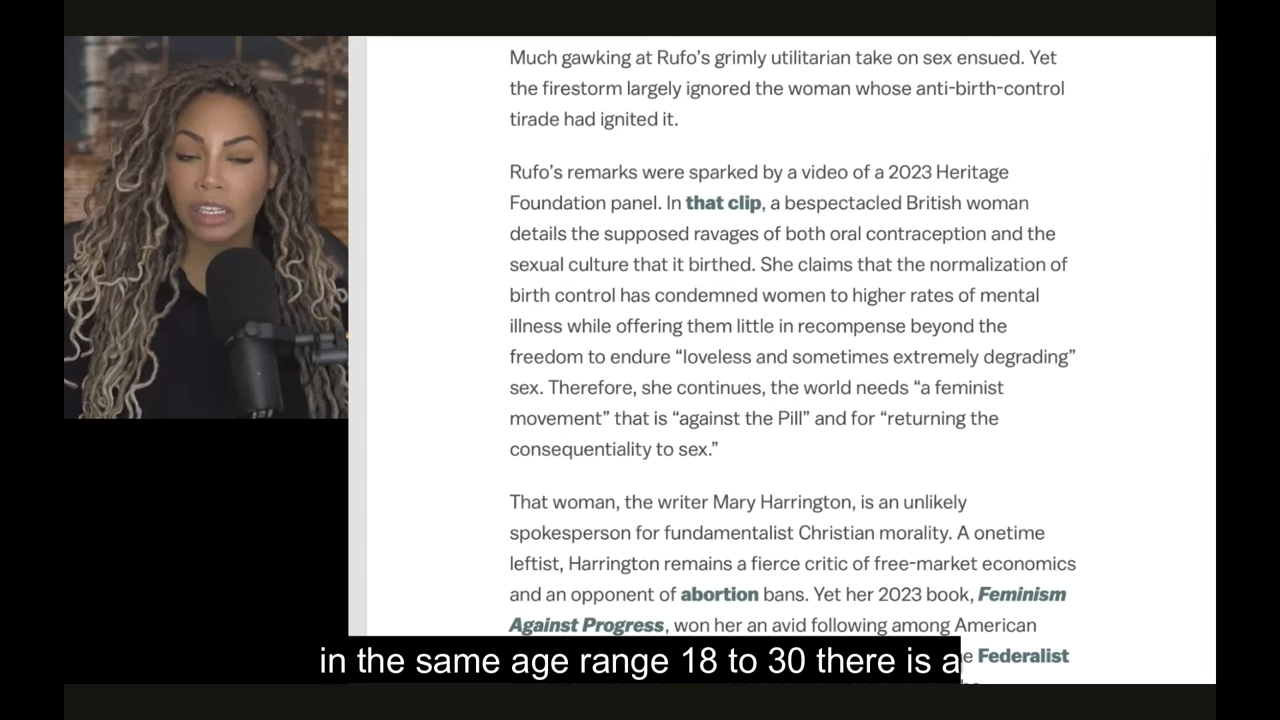 Much gawking at Rufo’s grimly utilitarian take on sex ensued. Yet
the firestorm largely ignored the woman whose anti-birth-control
tirade had ignited it.
Rufo’s remarks were sparked by a video of a 2023 Heritage
Foundation panel. In that clip, a bespectacled British woman
details the supposed ravages of both oral contraception and the
sexual culture that it birthed. She claims that the normalization of
birth control has condemned women to higher rates of mental
illness while offering them little in recompense beyond the
freedom to endure “loveless and sometimes extremely degrading”
sex. Therefore, she continues, the world needs “a feminist
movement” that is “against the Pill” and for “returning the
consequentiality to sex.”
That woman, the writer Mary Harrington, is an unlikely
spokesperson for fundamentalist Christian morality. A onetime
leftist, Harrington remains a fierce critic of free-market economics
and an opponent of abortion bans. Yet her 2023 book, Feminism
Against Progress, won her an avid following among American
Federalist
in the same age range 18 to 30 there is a